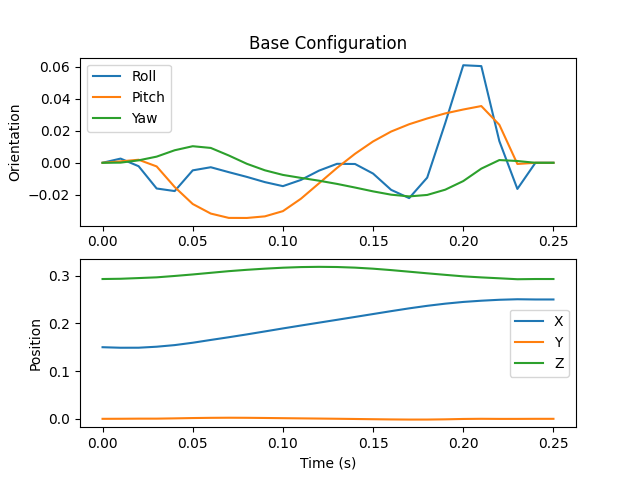 Base Configuration
0.06
0.04
0.02
0.00
−0.02
Orientation
Roll
Pitch
Yaw
0.00 0.05 0.10 0.15 0.20 0.25
0.3
0.2
0.1
0.0
Position
X
Y
Z
0.00 0.05 0.10 0.15 0.20 0.25
Time (s)